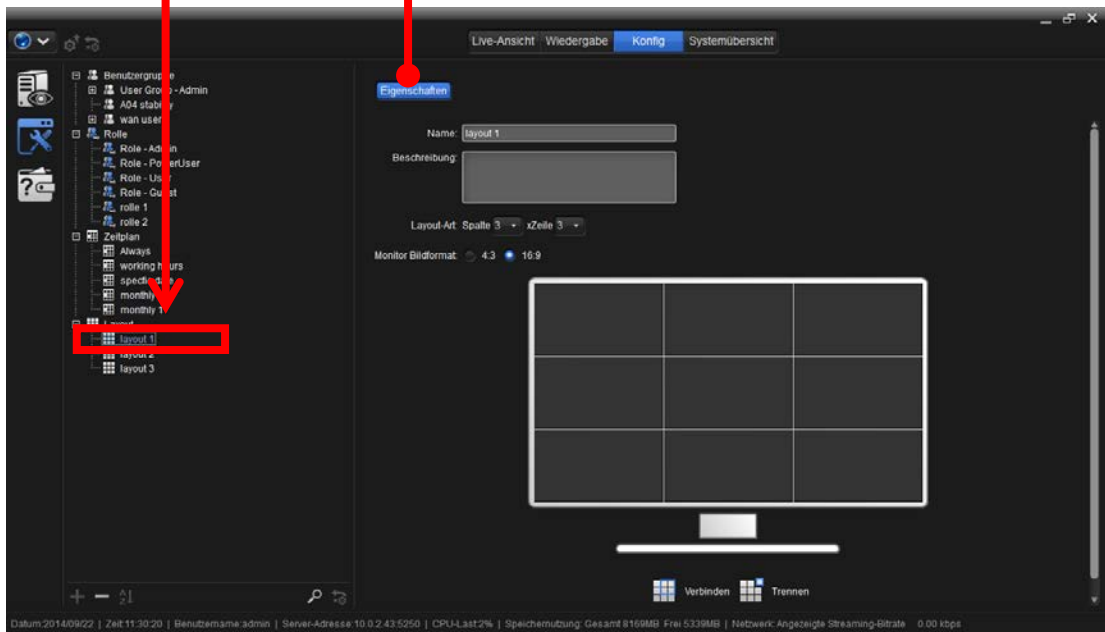 Live-Ansicht Wiedergabe Konfig Systemübersicht
Benutzergruppe
User Group - Admin
A04 stability
wan user
Rolle
Role - Admin
Role - PowerUser
Role - User
Role - Guest
rolle 1
rolle 2
Zeitplan
Always
working hours
specfic date
monthly
monthly 1
Layout
layout 1
layout 2
layout 3
Eigenschaften
Name: layout 1
Beschreibung:
Layout-Art: Spalte 3 xZeile 3
Monitor Bildformat: 4:3 16:9
Verbinden Trennen
Datum:2014/09/22 | Zeit:11:30:20 | Benutzername:admin | Server-Adresse:10.0.2.43:5250 | CPU-Last:2% | Speichernutzung: Gesamt 8169MB Frei 5339MB | Netzwerk: Angezeigte Streaming-Bitrate 0.00 kbps